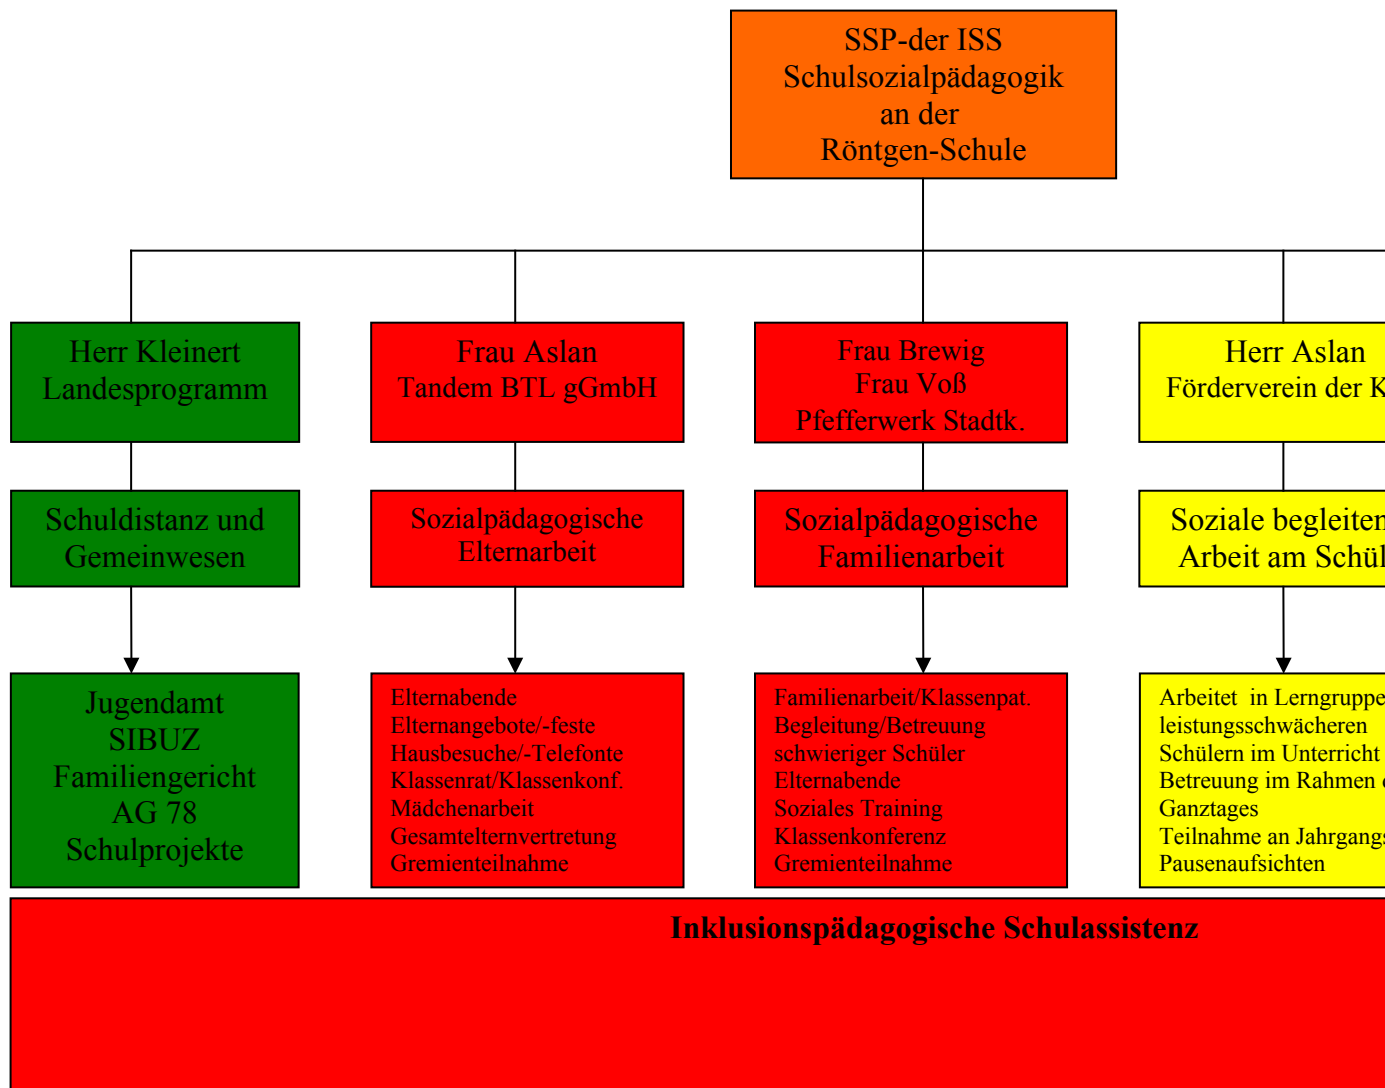 SSP-der ISS
Schulsozialpädagogik
an der
Röntgen-Schule
Herr Kleinert
Landesprogramm
Frau Aslan
Tandem BTL gGmbH
Frau Brewig
Frau Voß
Pfefferwerk Stadtk.
Herr Aslan
Förderverein der
Schuldistanz und
Gemeinwesen
Sozialpädagogische
Elternarbeit
Sozialpädagogische
Familienarbeit
Soziale
Arbeit am
Jugendamt
SIBUZ
Familiengericht
AG 78
Schulprojekte
Elternabende
Elternangebote/-feste
Hausbesuche/-Telefonte
Klassenrat/Klassenkonf.
Mädchenarbeit
Gesamtelternvertretung
Gremienteilnahme
Familienarbeit/Klassenpat.
Begleitung/Betreuung
schwieriger Schüler
Elternabende
Soziales Training
Klassenkonferenz
Gremienteilnahme
Arbeitet in
leistungsschwächeren
Schülern im Unterricht
Betreuung im Rahmen
Ganztages
Teilnahme an
Pausenaufsichten
Inklusionspädagogische Schulassistenz